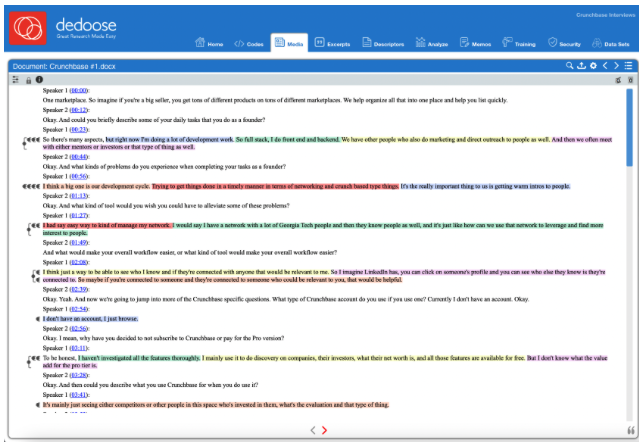 Crunchbase Interviews
dedoose
Great Research Made Easy
Home
Codes
Media
Excerpts
Descriptors
Analyze
Memos
Training
Security
Data Sets
Document: Crunchbase #1.docx
Speaker 1 (00:00):
One marketplace. So imagine if you're a big seller, you get tons of different products on tons of different marketplaces. We help organize all that into one place and help you list quickly.
Speaker 2 (00:12):
Okay. And could you briefly describe some of your daily tasks that you do as a founder?
Speaker 1 (00:23):
So there's many aspects, but right now I'm doing a lot of development work. So full stack, I do front end and backend. We have other people who also do marketing and direct outreach to people as well. And then we often meet
with either mentors or investors or that type of thing as well.
Speaker 2 (00:44):
Okay. And what kinds of problems do you experience when completing your tasks as a founder?
Speaker 1 (00:56):
I think a big one is our development cycle. Trying to get things done in a timely manner in terms of networking and crunch based type things. It's the really important thing to us is getting warm intros to people.
Speaker 2 (01:13):
Okay. And what kind of tool would you wish you could have to alleviate some of these problems?
Speaker 1 (01:27):
I had say easy way to kind of manage my network. I would say I have a network with a lot of Georgia Tech people and then they know people as well, and it's just like how can we use that network to leverage and find more
interest to people.
Speaker 2 (01:49):
And what would make your overall workflow easier, or what kind of tool would make your overall workflow easier?
Speaker 1 (02:08):
I think just a way to be able to see who I know and if they're connected with anyone that would be relevant to me. So I imagine LinkedIn has, you can click on someone's profile and you can see who else they know is they're
connected to. So maybe if you're connected to someone and they're connected to someone who could be relevant to you, that would be helpful.
Speaker 2 (02:39):
Okay. Yeah. And now we're going to jump into more of the Crunchbase specific questions. What type of Crunchbase account do you use if you use one? Currently I don't have an account. Okay.
Speaker 1 (02:54):
I don't have an account, I just browse.
Speaker 2 (02:56):
Okay. I mean, why have you decided to not subscribe to Crunchbase or pay for the Pro version?
Speaker 1 (03:11):
To be honest, I haven't investigated all the features thoroughly. I mainly use it to do discovery on companies, their investors, what their net worth is, and all those features are available for free. But I don't know what the value
add for the pro tier is.
Speaker 2 (03:28):
Okay. And then could you describe what you use Crunchbase for when you do use it?
Speaker 1 (03:41):
It's mainly just seeing either competitors or other people in this space who's invested in them, what's the evaluation and that type of thing.